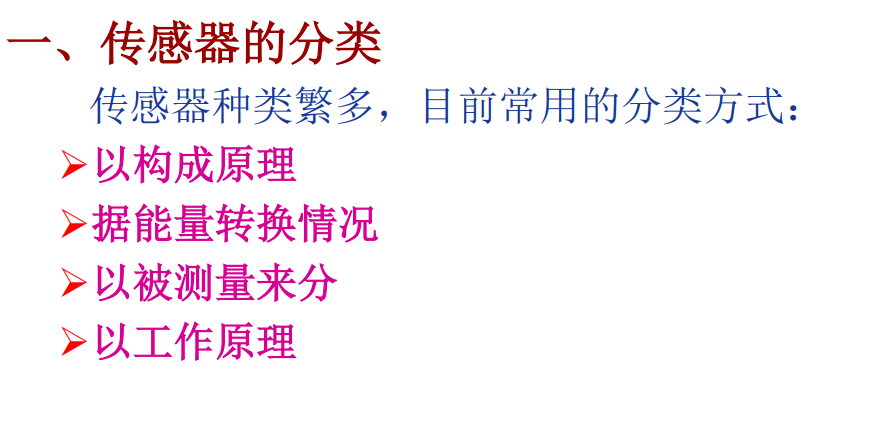 一、传感器的分类
传感器种类繁多，目前常用的分类方式：
➢以构成原理
➢据能量转换情况
➢以被测量来分
➢以工作原理